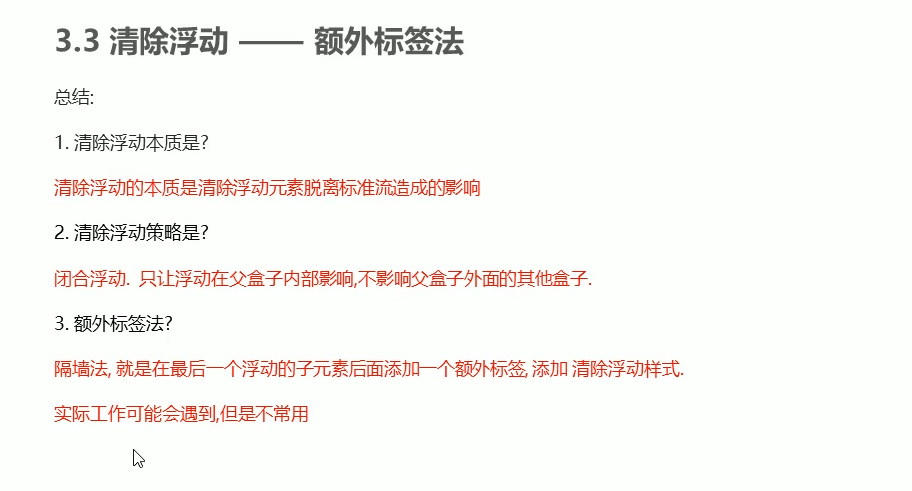 3.3 清除浮动 —— 额外标签法
总结:
1. 清除浮动本质是?
清除浮动的本质是清除浮动元素脱离标准流造成的影响
2. 清除浮动策略是?
闭合浮动. 只让浮动在父盒子内部影响,不影响父盒子外面的其他盒子.
3. 额外标签法?
隔墙法, 就是在最后一个浮动的子元素后面添加一个额外标签, 添加 清除浮动样式.
实际工作可能会遇到,但是不常用